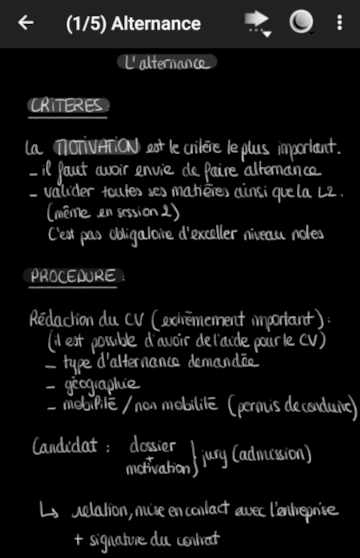 (1/5) Alternance
L'alternance
CRITERES
La MOTIVATION est le critère le plus important.
- il faut avoir envie de faire alternance
- valider toutes ses matières ainsi que la L2.
(même en session 2)
C'est pas obligatoire d'exceller niveau notes
PROCEDURE :
Rédaction du CV (extrêmement important) :
(il est possible d'avoir de l'aide pour le CV)
- type d'alternance demandée
- géographie
- mobilité / non mobilité (permis de conduire)
Candidat : dossier + motivation } jury (admission)
↳ relation, mise en contact avec l'entreprise
+ signature du contrat